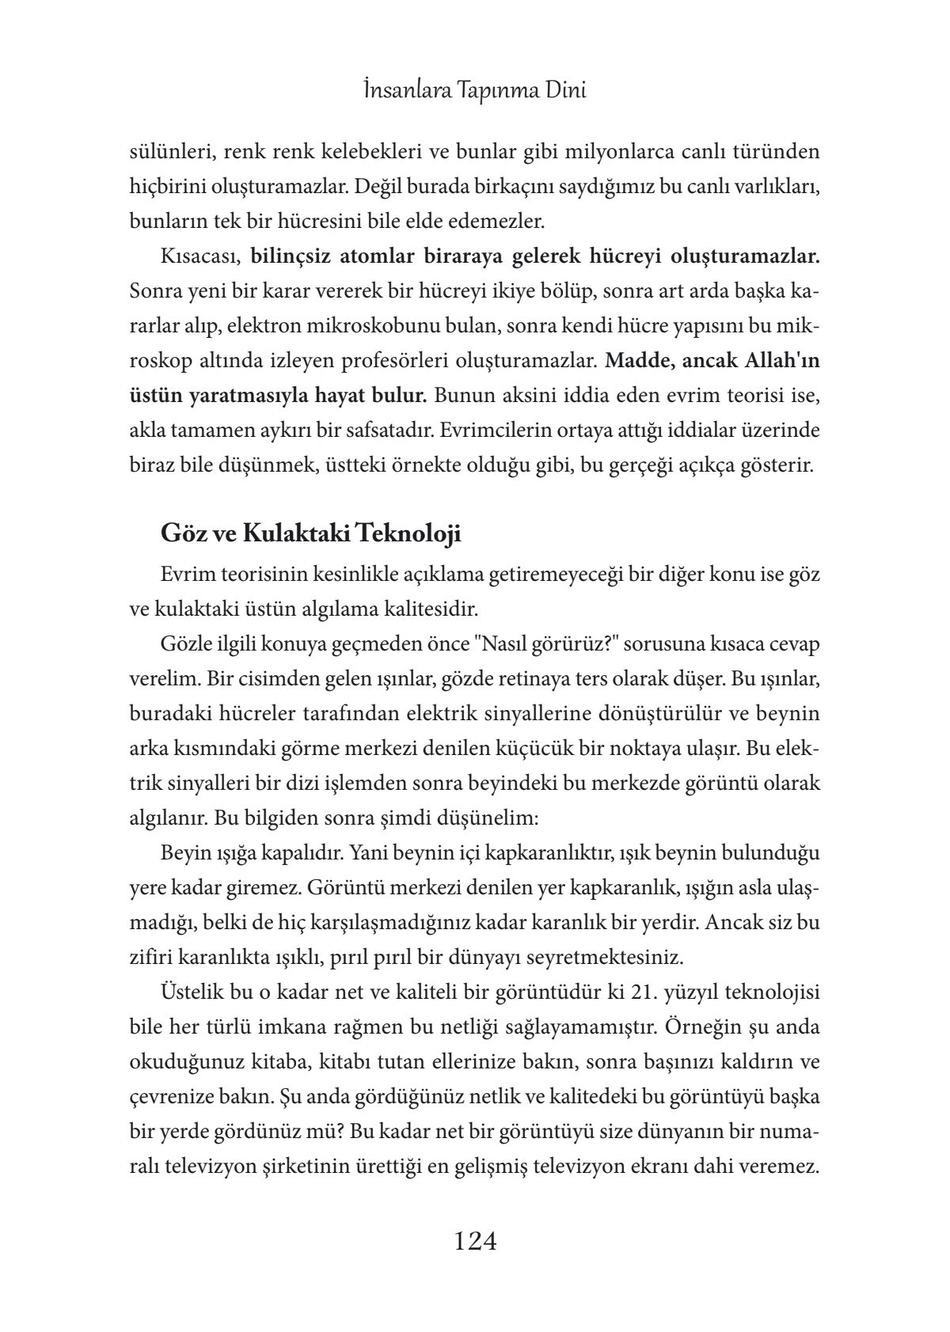 İnsanlara Tapınma Dini
sülünleri, renk renk kelebekleri ve bunlar gibi milyonlarca canlı türünden
hiçbirini oluşturamazlar. Değil burada birkaçını saydığımız bu canlı varlıkları,
bunların tek bir hücresini bile elde edemezler.
Kısacası, bilinçsiz atomlar biraraya gelerek hücreyi oluşturamazlar.
Sonra yeni bir karar vererek bir hücreyi ikiye bölüp, sonra art arda başka ka-
rarlar alıp, elektron mikroskobunu bulan, sonra kendi hücre yapısını bu mik-
roskop altında izleyen profesörleri oluşturamazlar. Madde, ancak Allah'ın
üstün yaratmasıyla hayat bulur. Bunun aksini iddia eden evrim teorisi ise,
akla tamamen aykırı bir safsatadır. Evrimcilerin ortaya attığı iddialar üzerinde
biraz bile düşünmek, üstteki örnekte olduğu gibi, bu gerçeği açıkça gösterir.
Göz ve Kulaktaki Teknoloji
Evrim teorisinin kesinlikle açıklama getiremeyeceği bir diğer konu ise göz
ve kulaktaki üstün algılama kalitesidir.
Gözle ilgili konuya geçmeden önce "Nasıl görürüz?" sorusuna kısaca cevap
verelim. Bir cisimden gelen ışınlar, gözde retinaya ters olarak düşer. Bu ışınlar,
buradaki hücreler tarafından elektrik sinyallerine dönüştürülür ve beynin
arka kısmındaki görme merkezi denilen küçücük bir noktaya ulaşır. Bu elek-
trik sinyalleri bir dizi işlemden sonra beyindeki bu merkezde görüntü olarak
algılanır. Bu bilgiden sonra şimdi düşünelim:
Beyin ışığa kapalıdır. Yani beynin içi kapkaranlıktır, ışık beynin bulunduğu
yere kadar giremez. Görüntü merkezi denilen yer kapkaranlık, ışığın asla ulaş-
madığı, belki de hiç karşılaşmadığınız kadar karanlık bir yerdir. Ancak siz bu
zifiri karanlıkta ışıklı, pırıl pırıl bir dünyayı seyretmektesiniz.
Üstelik bu o kadar net ve kaliteli bir görüntüdür ki 21. yüzyıl teknolojisi
bile her türlü imkana rağmen bu netliği sağlayamamıştır. Örneğin şu anda
okuduğunuz kitaba, kitabı tutan ellerinize bakın, sonra başınızı kaldırın ve
çevrenize bakın. Şu anda gördüğünüz netlik ve kalitedeki bu görüntüyü başka
bir yerde gördünüz mü? Bu kadar net bir görüntüyü size dünyanın bir numa-
ralı televizyon şirketinin ürettiği en gelişmiş televizyon ekranı dahi veremez.
124